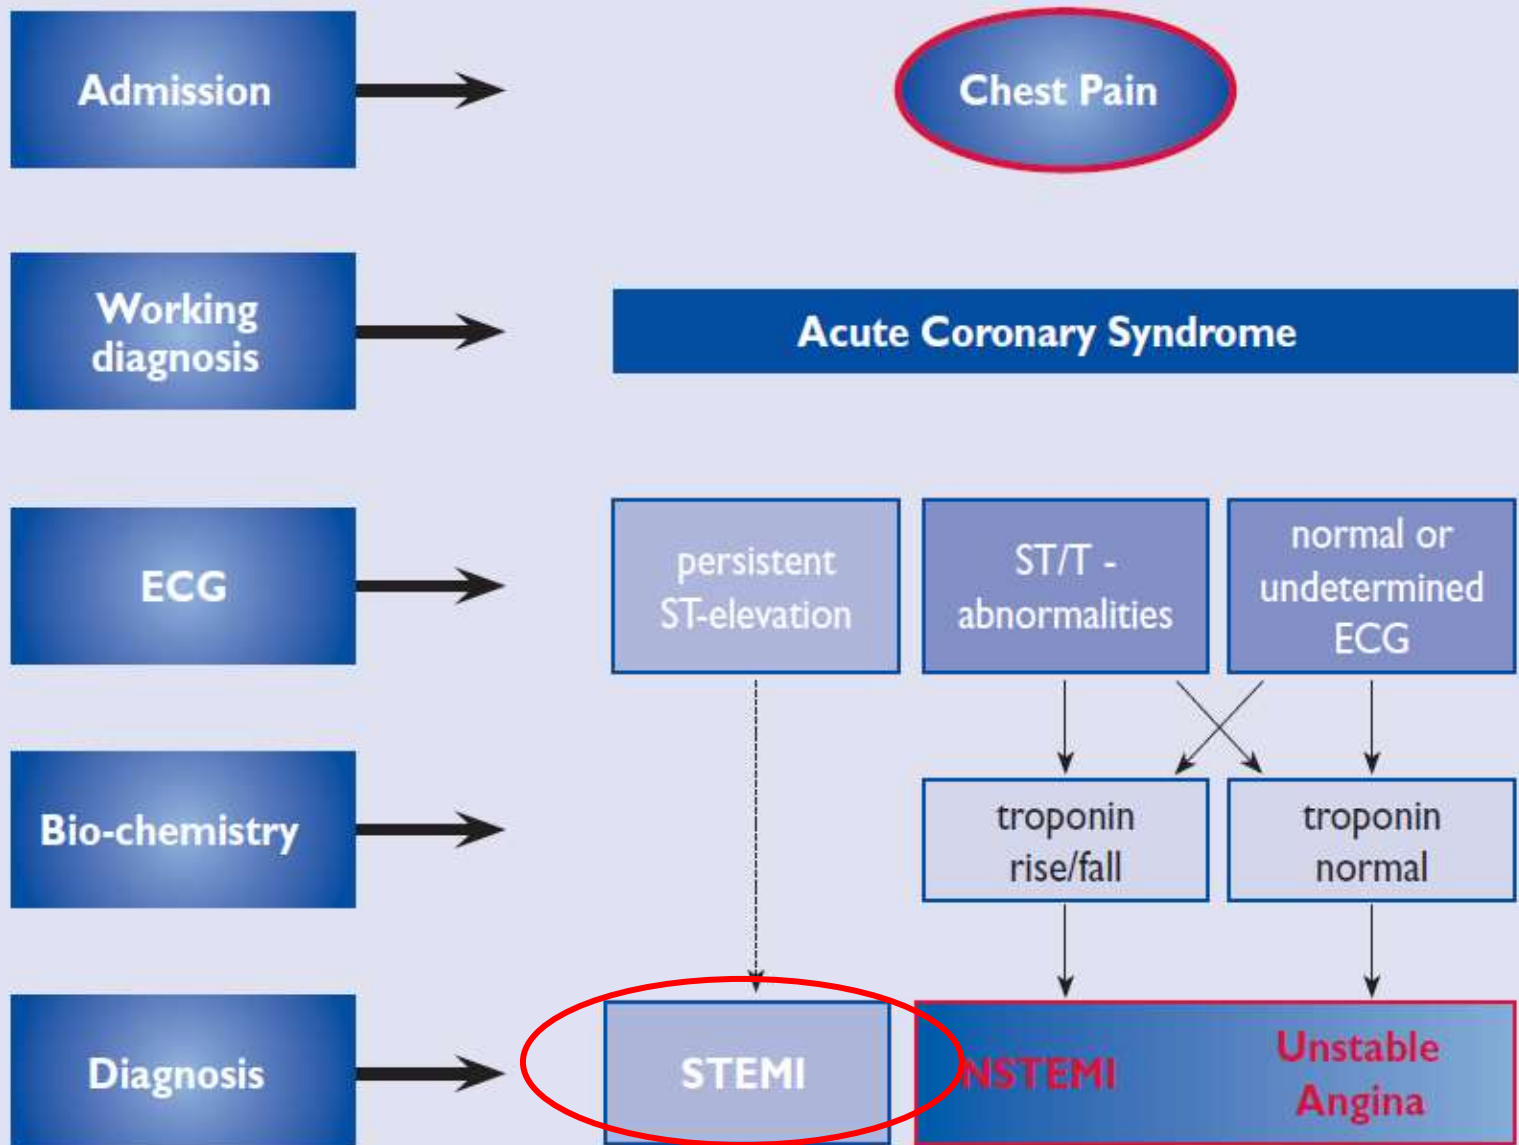 Admission
Chest Pain
Working
diagnosis
Acute Coronary Syndrome
ECG
persistent
ST-elevation
ST/T -
abnormalities
normal or
undetermined
ECG
Bio-chemistry
troponin
rise/fall
troponin
normal
Diagnosis
STEMI
NSTEMI
Unstable
Angina